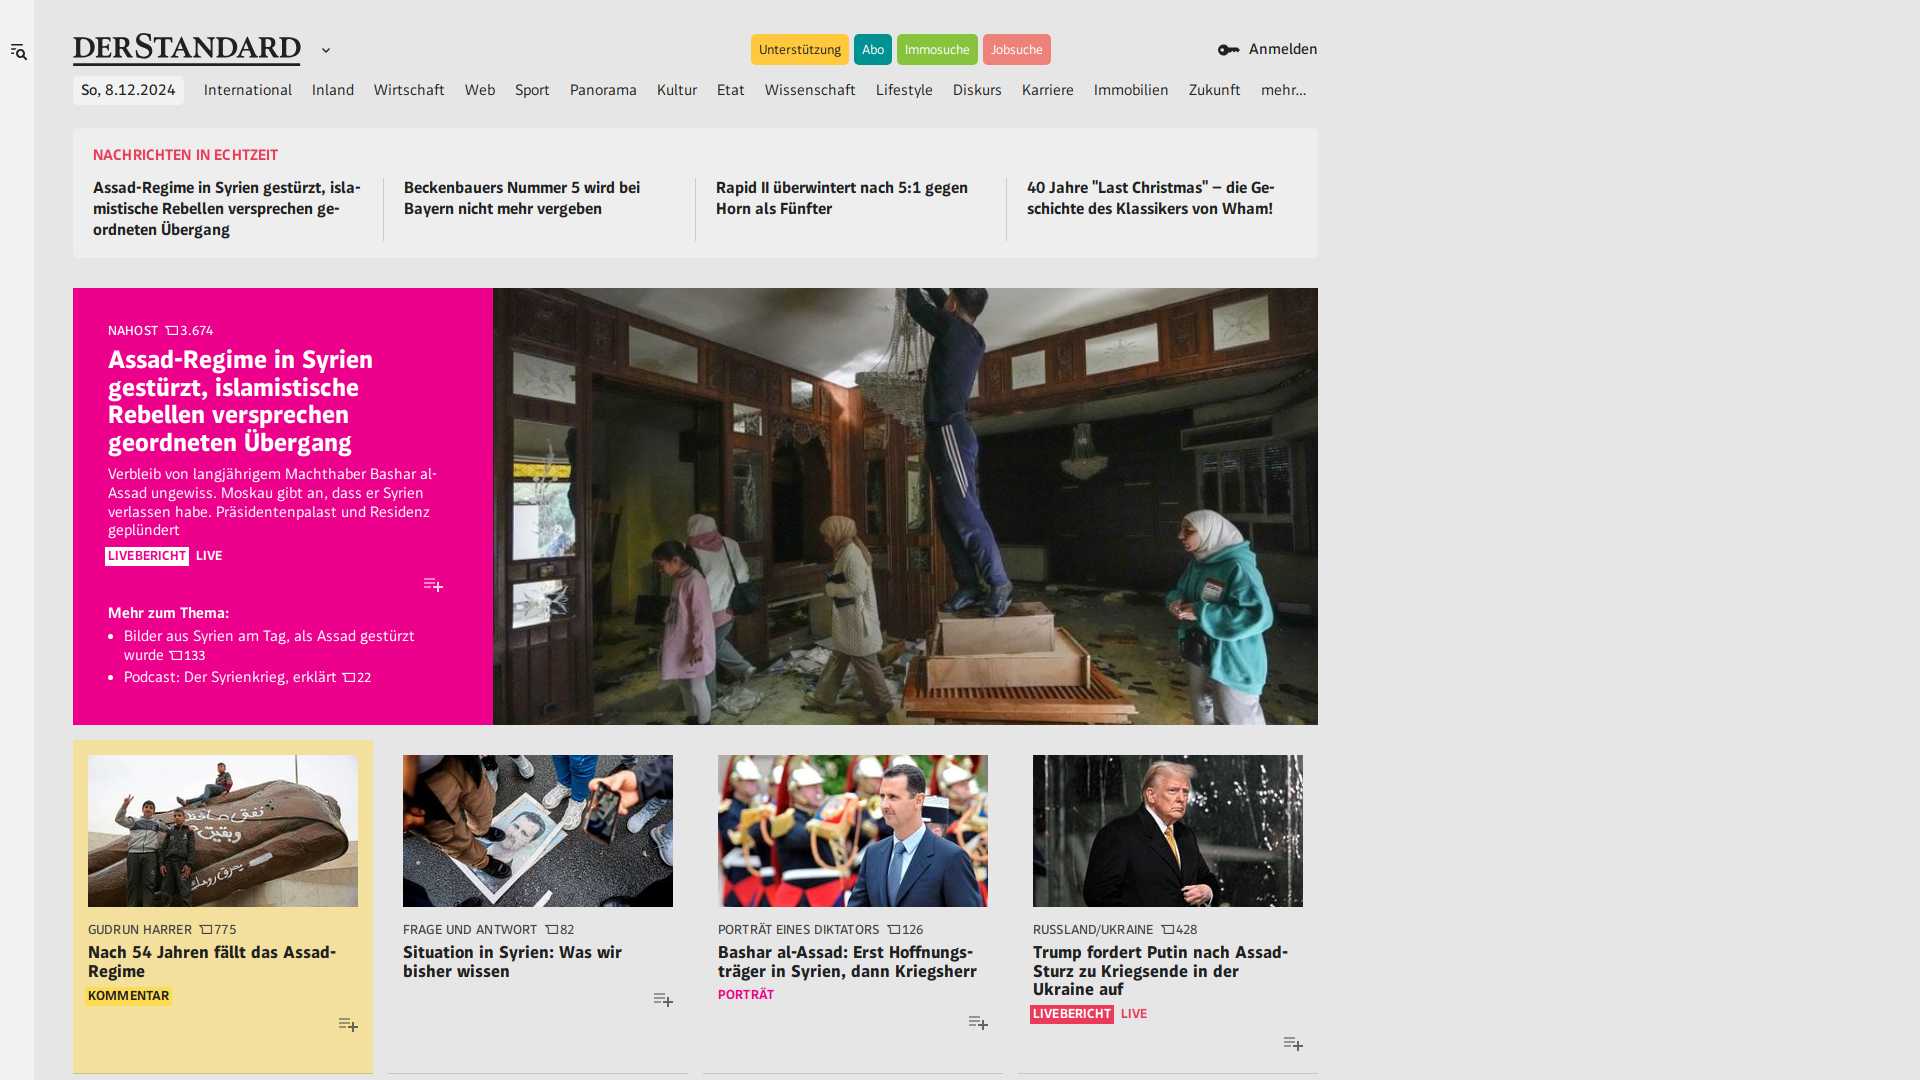 DERSTANDARD
Unterstützung
Abo
Immosuche
Jobsuche
Anmelden
So, 8.12.2024
International
Inland
Wirtschaft
Web
Sport
Panorama
Kultur
Etat
Wissenschaft
Lifestyle
Diskurs
Karriere
Immobilien
Zukunft
mehr...
NACHRICHTEN IN ECHTZEIT
Assad-Regime in Syrien gestürzt, isla-
mistische Rebellen versprechen ge-
ordneten Übergang
Beckenbauers Nummer 5 wird bei
Bayern nicht mehr vergeben
Rapid II überwintert nach 5:1 gegen
Horn als Fünfter
40 Jahre "Last Christmas" – die Ge-
schichte des Klassikers von Wham!
NAHOST 3.674
Assad-Regime in Syrien
gestürzt, islamistische
Rebellen versprechen
geordneten Übergang
Verbleib von langjährigem Machthaber Bashar al-
Assad ungewiss. Moskau gibt an, dass er Syrien
verlassen habe. Präsidentenpalast und Residenz
geplündert
LIVEBERICHT LIVE
Mehr zum Thema:
• Bilder aus Syrien am Tag, als Assad gestürzt
wurde 133
• Podcast: Der Syrienkrieg, erklärt 22
GUDRUN HARRER 775
Nach 54 Jahren fällt das Assad-
Regime
KOMMENTAR
FRAGE UND ANTWORT 82
Situation in Syrien: Was wir
bisher wissen
PORTRÄT EINES DIKTATORS 126
Bashar al-Assad: Erst Hoffnungs-
träger in Syrien, dann Kriegsherr
PORTRÄT
RUSSLAND/UKRAINE 428
Trump fordert Putin nach Assad-
Sturz zu Kriegsende in der
Ukraine auf
LIVEBERICHT LIVE